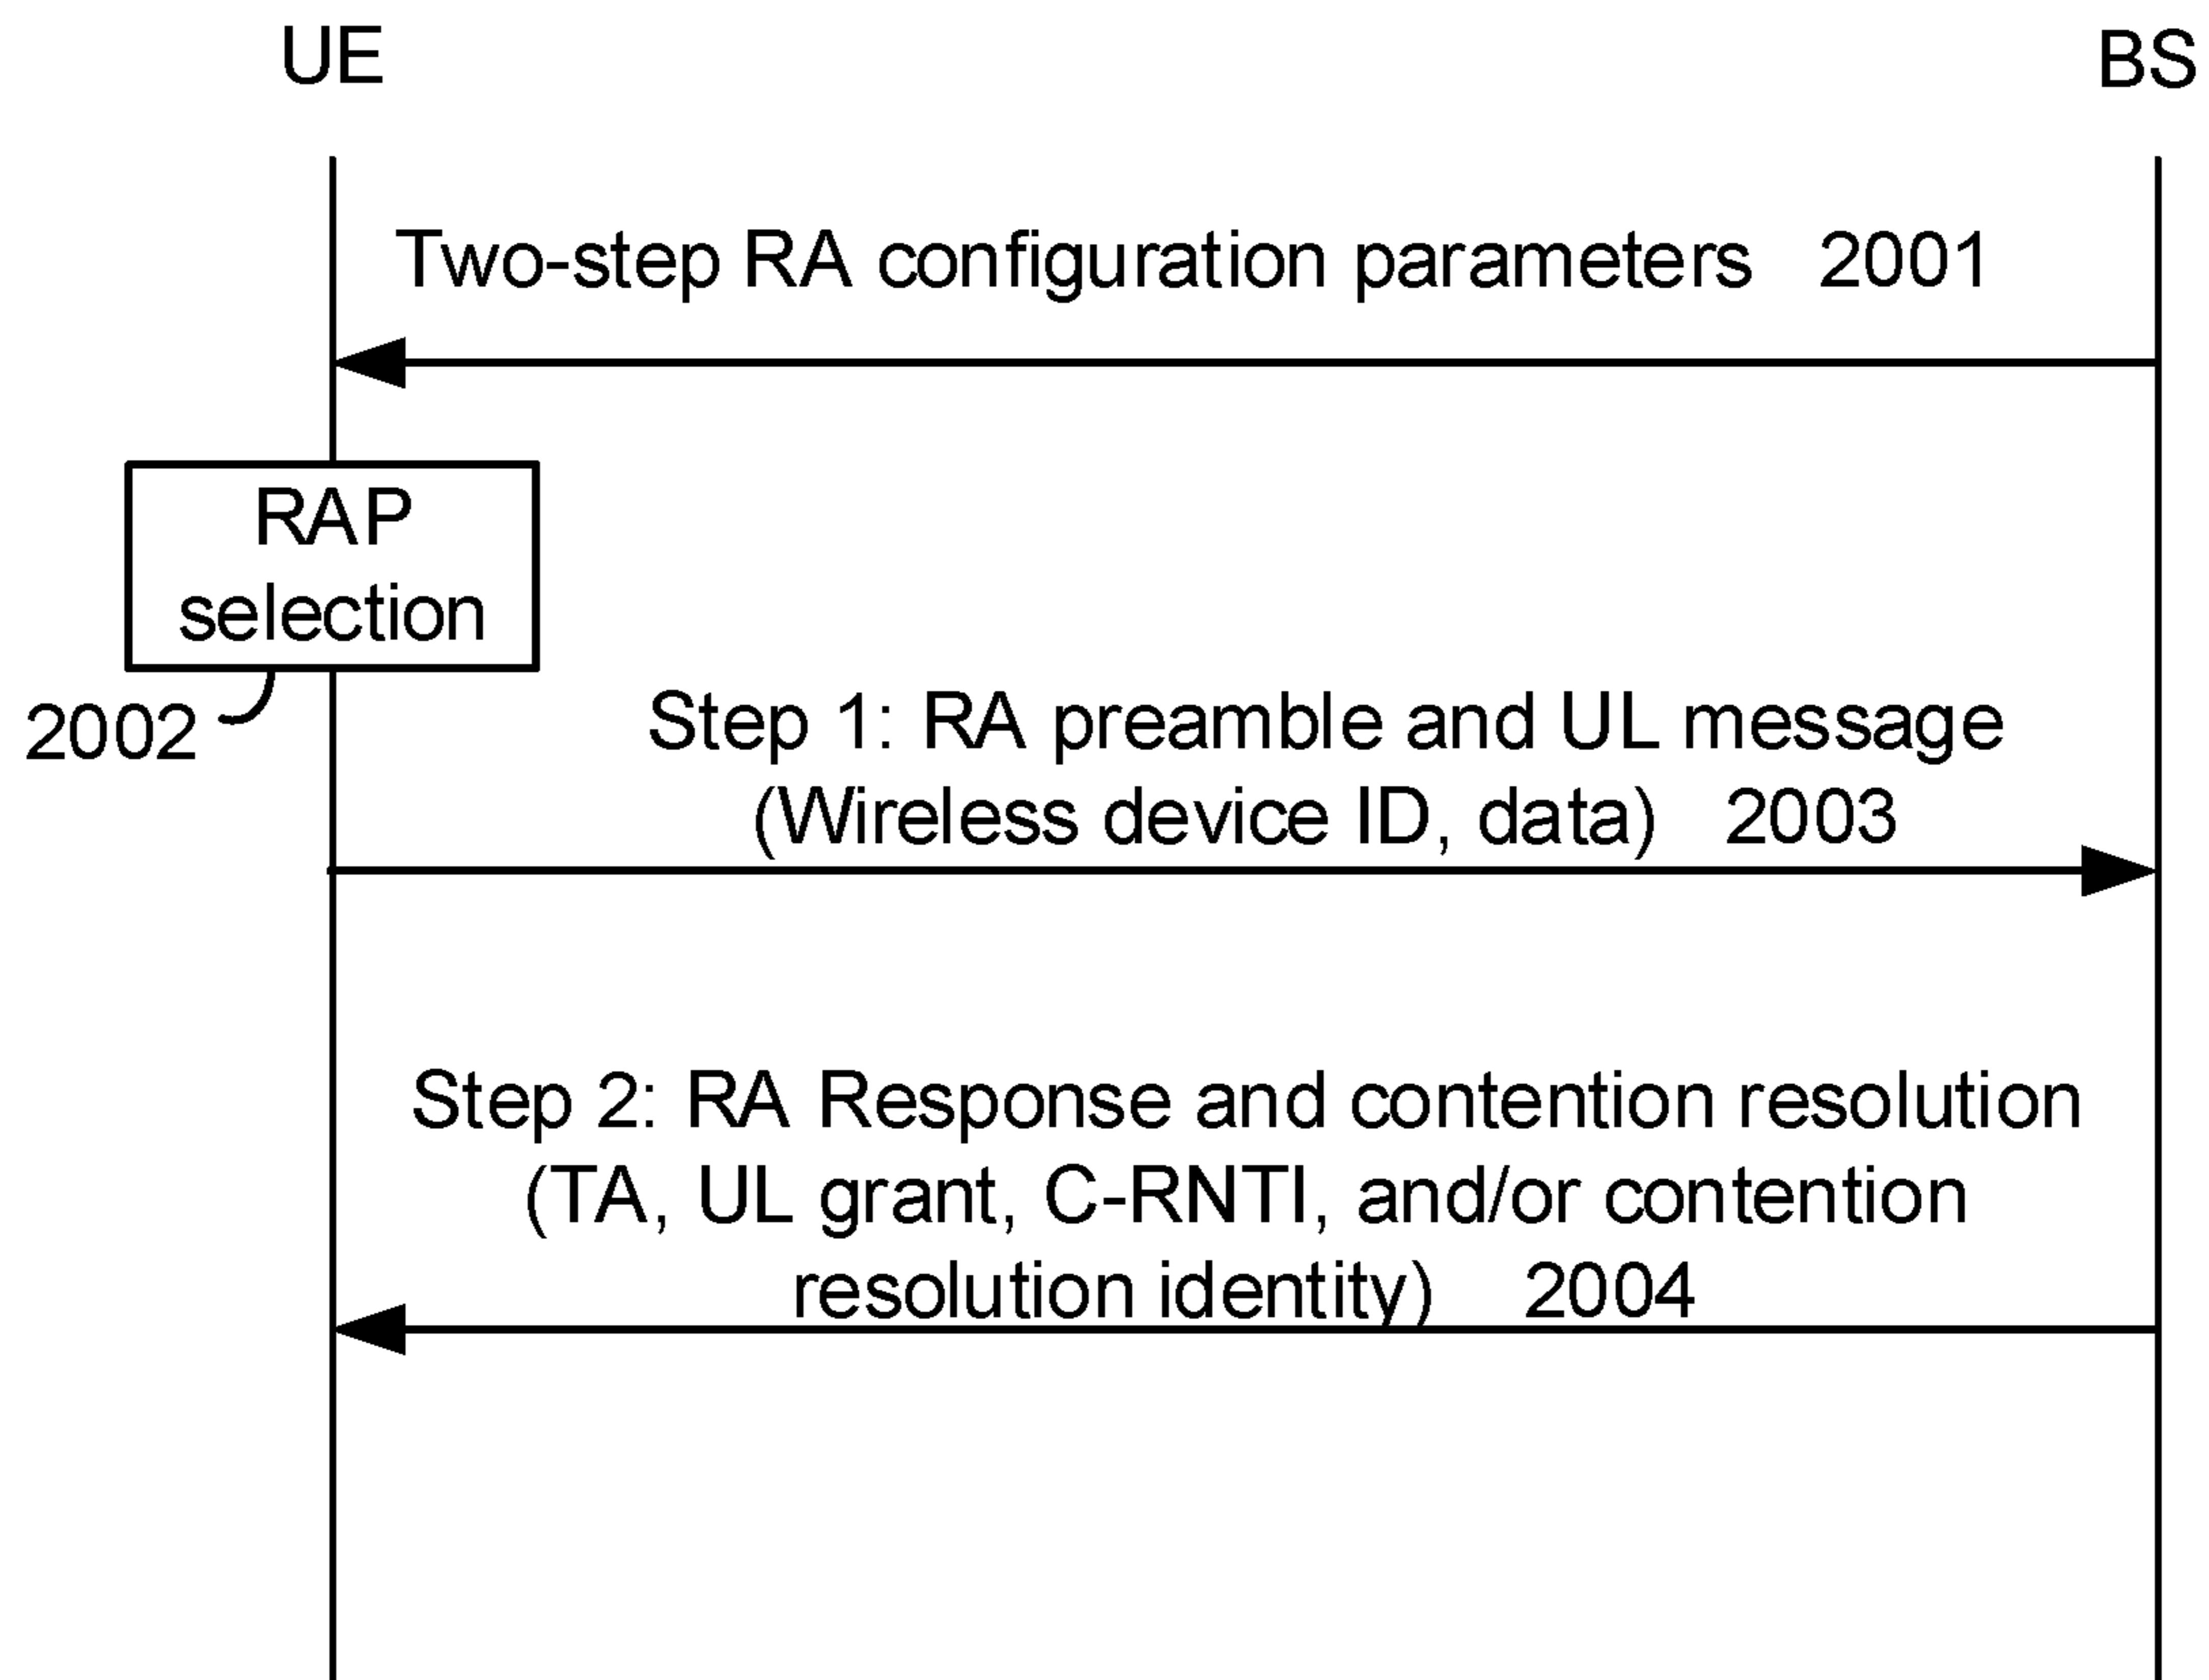 UE
BS
Two-step RA configuration parameters 2001
RAP
selection
2002
Step 1: RA preamble and UL message
(Wireless device ID, data) 2003
Step 2: RA Response and contention resolution
(TA, UL grant, C-RNTI, and/or contention
resolution identity) 2004